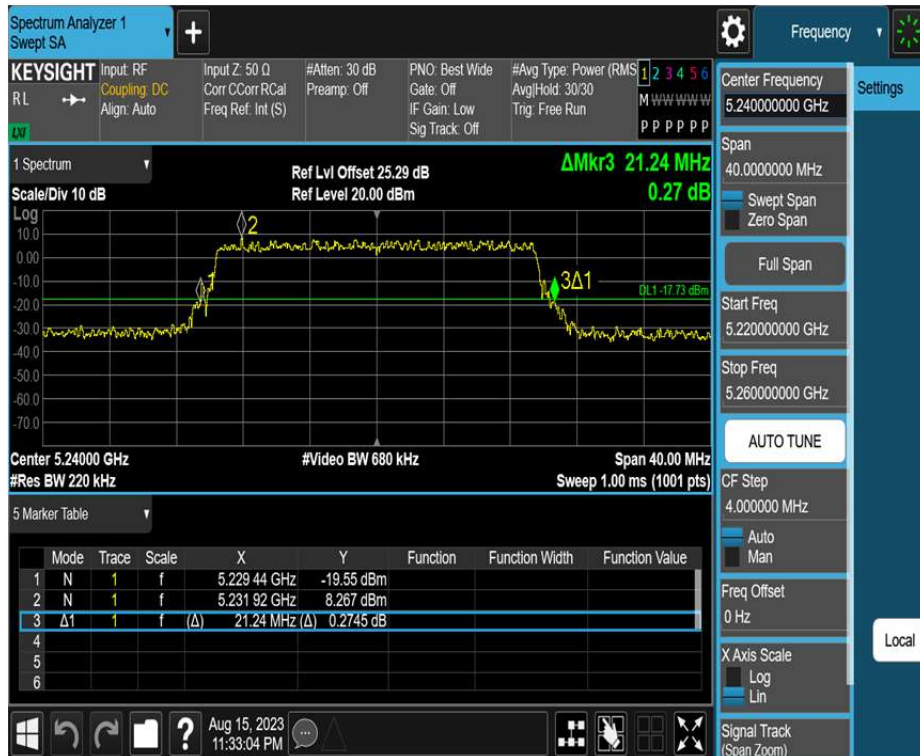 Spectrum Analyzer 1
Swept SA
+
Frequency
KEYSIGHT
RL
LXI
Input: RF
Coupling: DC
Align: Auto
Input Z: 50 Ω
Corr CCorr RCal
Freq Ref: Int (S)
#Atten: 30 dB
Preamp: Off
PNO: Best Wide
Gate: Off
IF Gain: Low
Sig Track: Off
#Avg Type: Power (RMS
Avg|Hold: 30/30
Trig: Free Run
1 2 3 4 5 6
M W W W W W
P P P P P P
1 Spectrum
Scale/Div 10 dB
Ref Lvl Offset 25.29 dB
Ref Level 20.00 dBm
ΔMkr3 21.24 MHz
0.27 dB
Log
10.0
0.00
-10.0
-20.0
-30.0
-40.0
-50.0
-60.0
-70.0
2
1
3Δ1
DL1 -17.73 dBm
Center 5.24000 GHz
#Video BW 680 kHz
Span 40.00 MHz
#Res BW 220 kHz
Sweep 1.00 ms (1001 pts)
5 Marker Table
Mode Trace Scale X Y Function Function Width Function Value
1 N 1 f 5.229 44 GHz -19.55 dBm
2 N 1 f 5.231 92 GHz 8.267 dBm
3 Δ1 1 f (Δ) 21.24 MHz (Δ) 0.2745 dB
4
5
6
?
Aug 15, 2023
11:33:04 PM
Center Frequency
5.240000000 GHz
Span
40.0000000 MHz
Swept Span
Zero Span
Full Span
Start Freq
5.220000000 GHz
Stop Freq
5.260000000 GHz
AUTO TUNE
CF Step
4.000000 MHz
Auto
Man
Freq Offset
0 Hz
X Axis Scale
Log
Lin
Signal Track
(Span Zoom)
Settings
Local